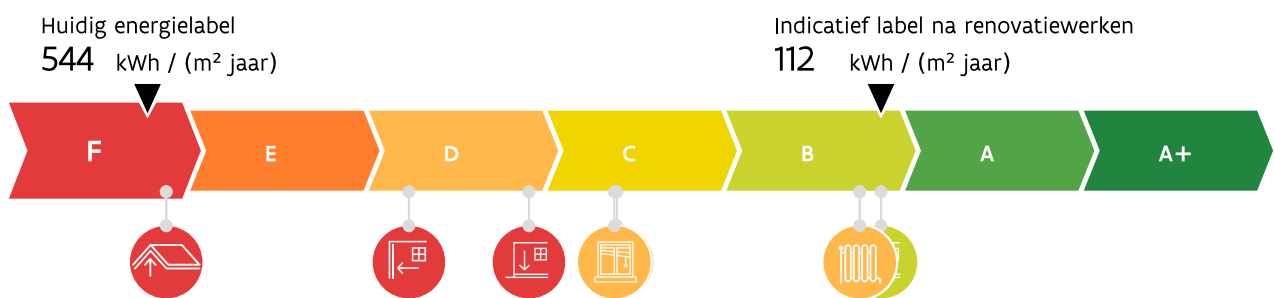 Huidig energielabel
544 kWh / (m² jaar)
Indicatief label na renovatiewerken
112 kWh / (m² jaar)
F E D C B A A+